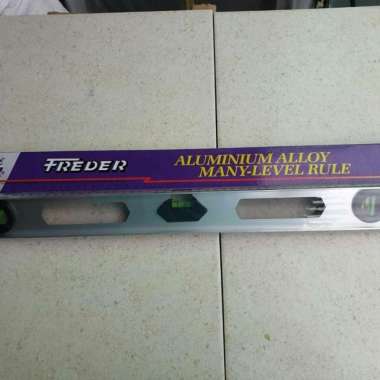 FREDER
ALUMINIUM ALLOY
MANY-LEVEL RULE